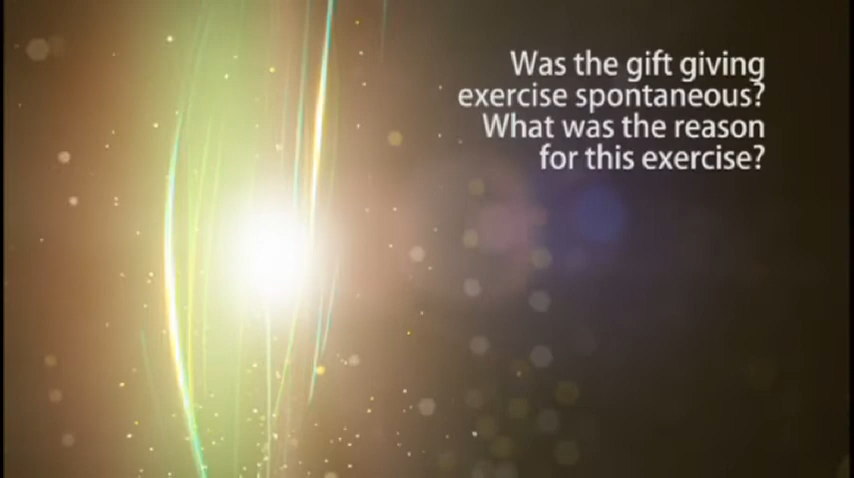 Was the gift giving
exercise spontaneous?
What was the reason
for this exercise?